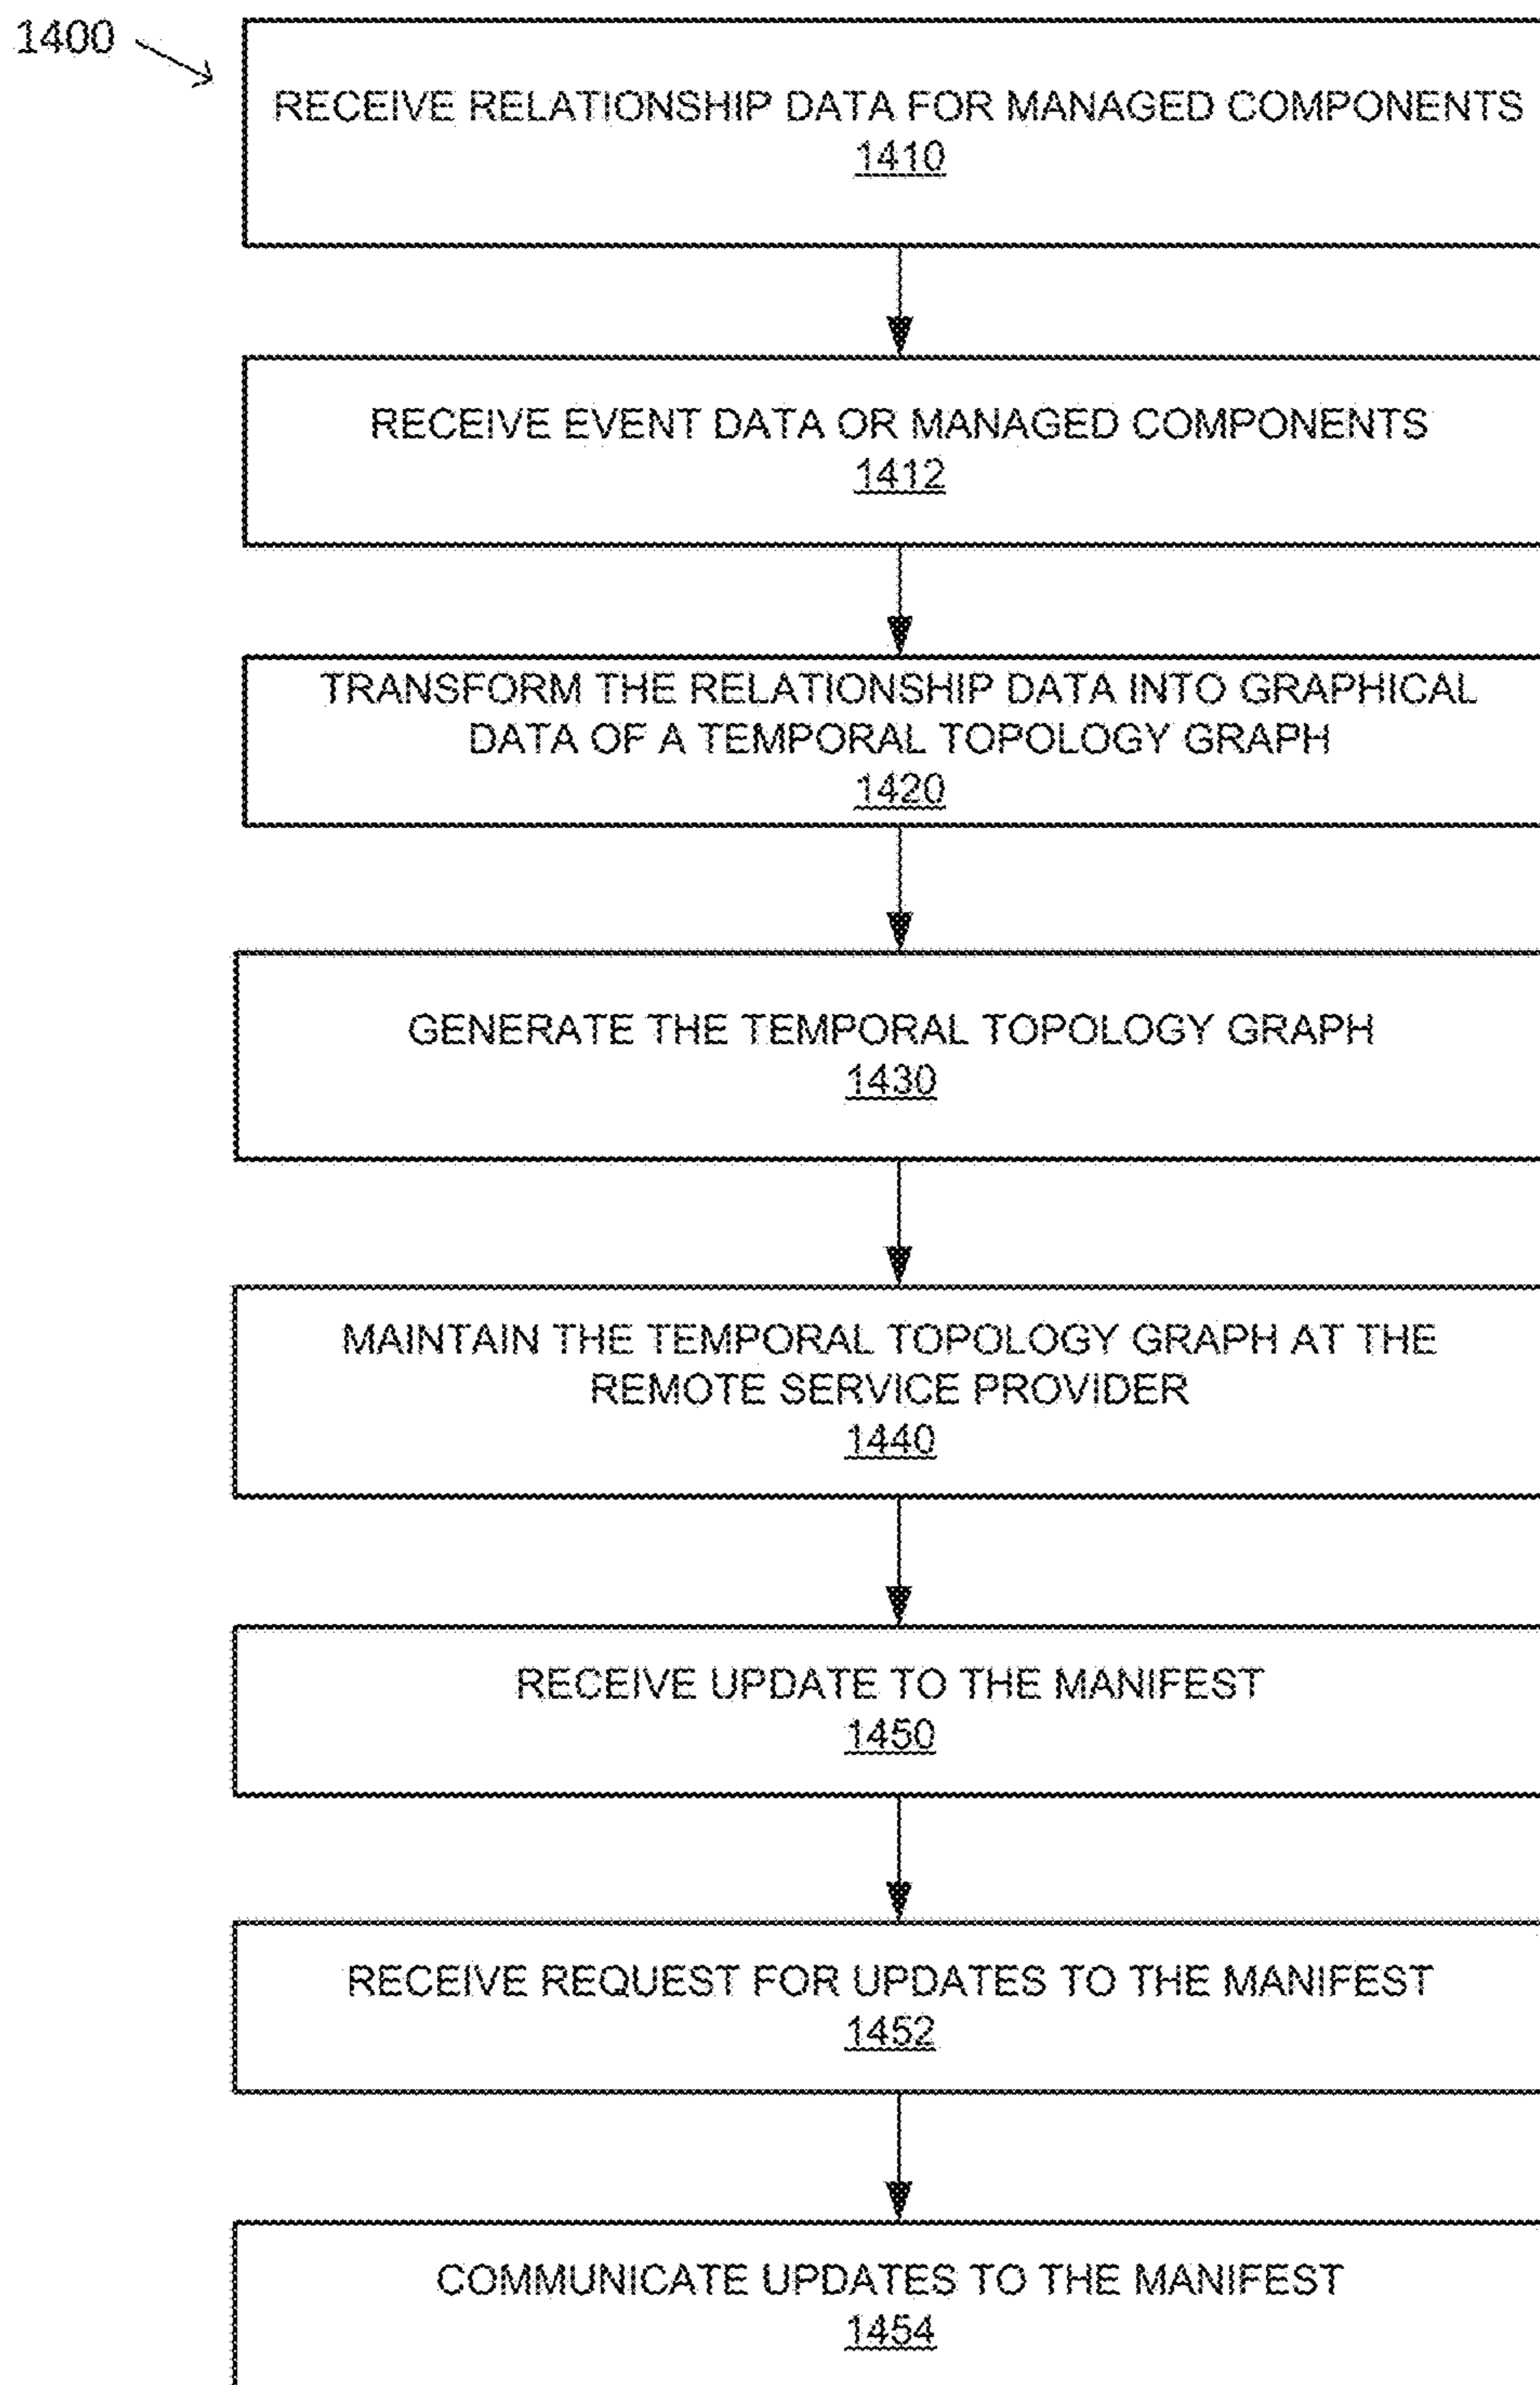 1400
RECEIVE RELATIONSHIP DATA FOR MANAGED COMPONENTS
1410
RECEIVE EVENT DATA OR MANAGED COMPONENTS
1412
TRANSFORM THE RELATIONSHIP DATA INTO GRAPHICAL
DATA OF A TEMPORAL TOPOLOGY GRAPH
1420
GENERATE THE TEMPORAL TOPOLOGY GRAPH
1430
MAINTAIN THE TEMPORAL TOPOLOGY GRAPH AT THE
REMOTE SERVICE PROVIDER
1440
RECEIVE UPDATE TO THE MANIFEST
1450
RECEIVE REQUEST FOR UPDATES TO THE MANIFEST
1452
COMMUNICATE UPDATES TO THE MANIFEST
1454